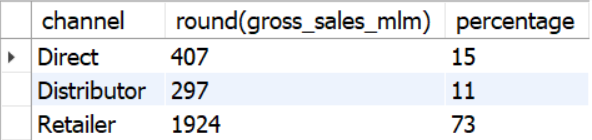 channel round(gross_sales_mlm) percentage
Direct 407 15
Distributor 297 11
Retailer 1924 73